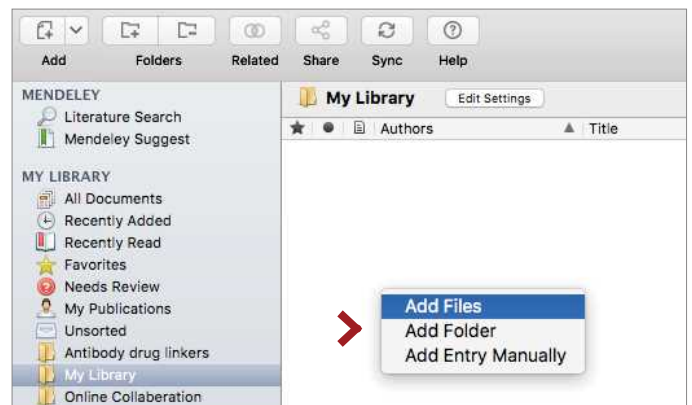 Add Folders Related Share Sync Help
MENDELEY
Literature Search
Mendeley Suggest
MY LIBRARY
All Documents
Recently Added
Recently Read
Favorites
Needs Review
My Publications
Unsorted
Antibody drug linkers
My Library
Online Collaberation
My Library Edit Settings
Authors Title
Add Files
Add Folder
Add Entry Manually